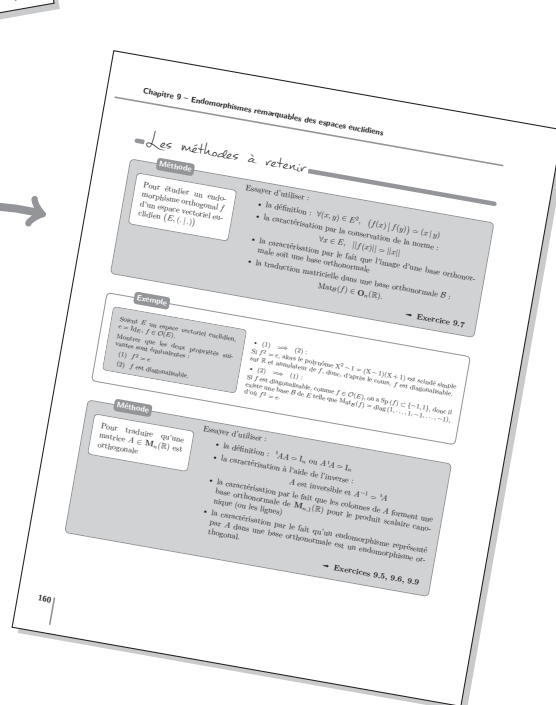 Chapitre 9 – Endomorphismes remarquables des espaces euclidiens
Les méthodes à retenir
Méthode
Pour étudier un endo-
morphisme orthogonal f
d'un espace vectoriel eu-
clidien (E, (. | .))
Essayer d'utiliser :
• la définition : ∀(x, y) ∈ E², (f(x) | f(y)) = (x | y)
• la caractérisation par la conservation de la norme :
∀x ∈ E, ||f(x)|| = ||x||
• la caractérisation par le fait que l'image d'une base orthonor-
male soit une base orthonormale
• la traduction matricielle dans une base orthonormale B :
Mat_B(f) ∈ O_n(ℝ).
➞ Exercice 9.7
Exemple
Soient E un espace vectoriel euclidien,
e = Id_E, f ∈ O(E).
Montrer que les deux propriétés sui-
vantes sont équivalentes :
(1) f² = e
(2) f est diagonalisable.
• (1) ⟹ (2) :
Si f² = e, alors le polynôme X² − 1 = (X − 1)(X + 1) est scindé simple
sur ℝ et annulateur de f, donc, d'après le cours, f est diagonalisable.
• (2) ⟹ (1) :
Si f est diagonalisable, comme f ∈ O(E), on a Sp (f) ⊂ {−1, 1}, donc il
existe une base B de E telle que Mat_B(f) = diag (1, . . . , 1, −1, . . . , −1),
d'où f² = e.
Méthode
Pour traduire qu'une
matrice A ∈ M_n(ℝ) est
orthogonale
Essayer d'utiliser :
• la définition : ᵗAA = I_n ou AᵗA = I_n
• la caractérisation à l'aide de l'inverse :
A est inversible et A⁻¹ = ᵗA
• la caractérisation par le fait que les colonnes de A forment une
base orthonormale de M_{n,1}(ℝ) pour le produit scalaire cano-
nique (ou les lignes)
• la caractérisation par le fait qu'un endomorphisme représenté
par A dans une base orthonormale est un endomorphisme or-
thogonal.
➞ Exercices 9.5, 9.6, 9.9
160